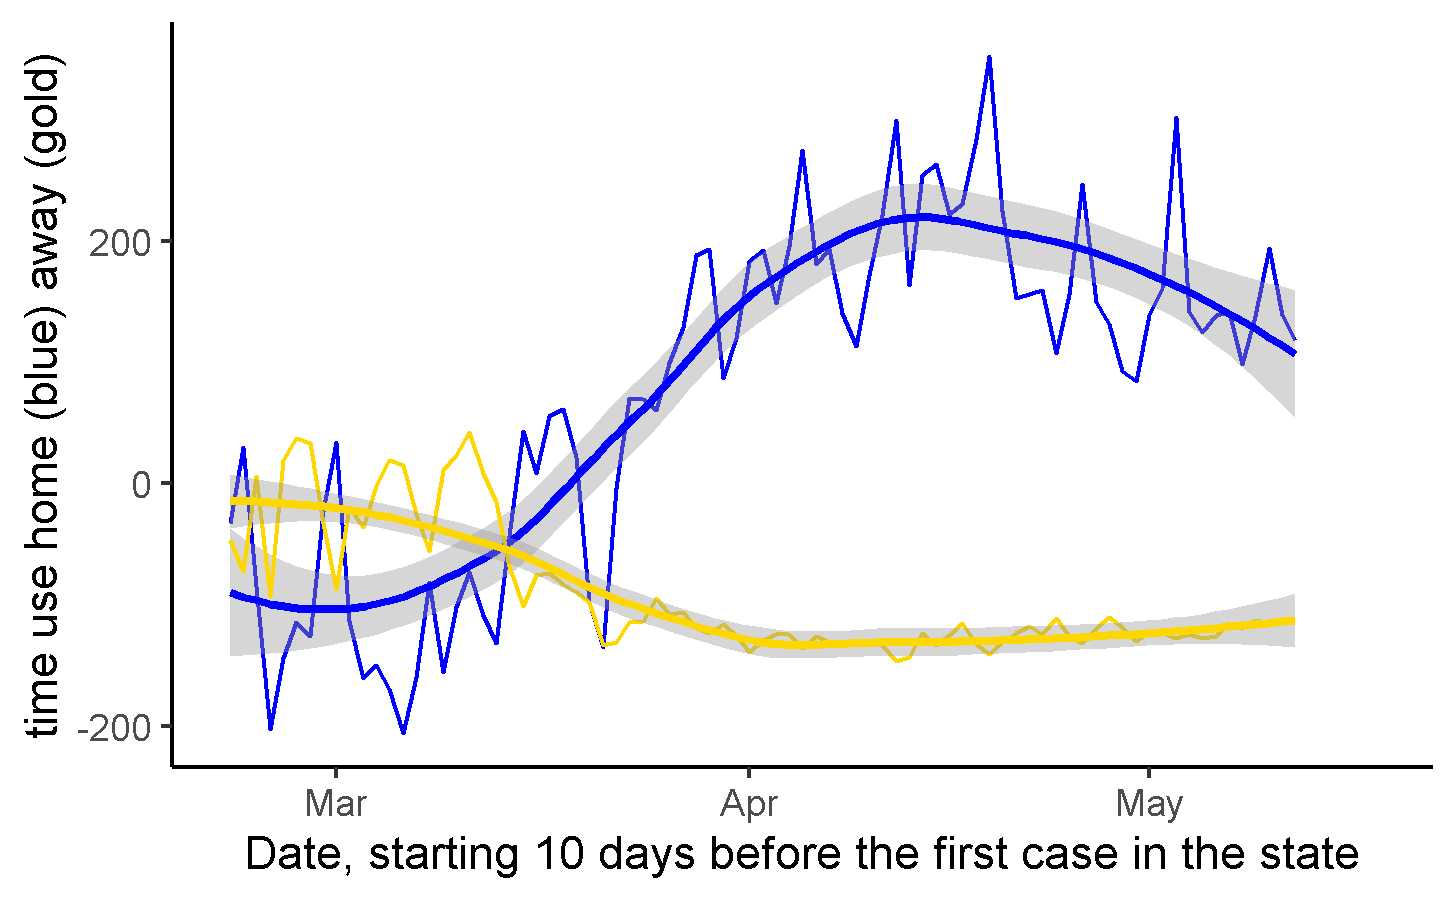 time use home (blue) away (gold)
200
0
-200
Mar
Apr
May
Date, starting 10 days before the first case in the state